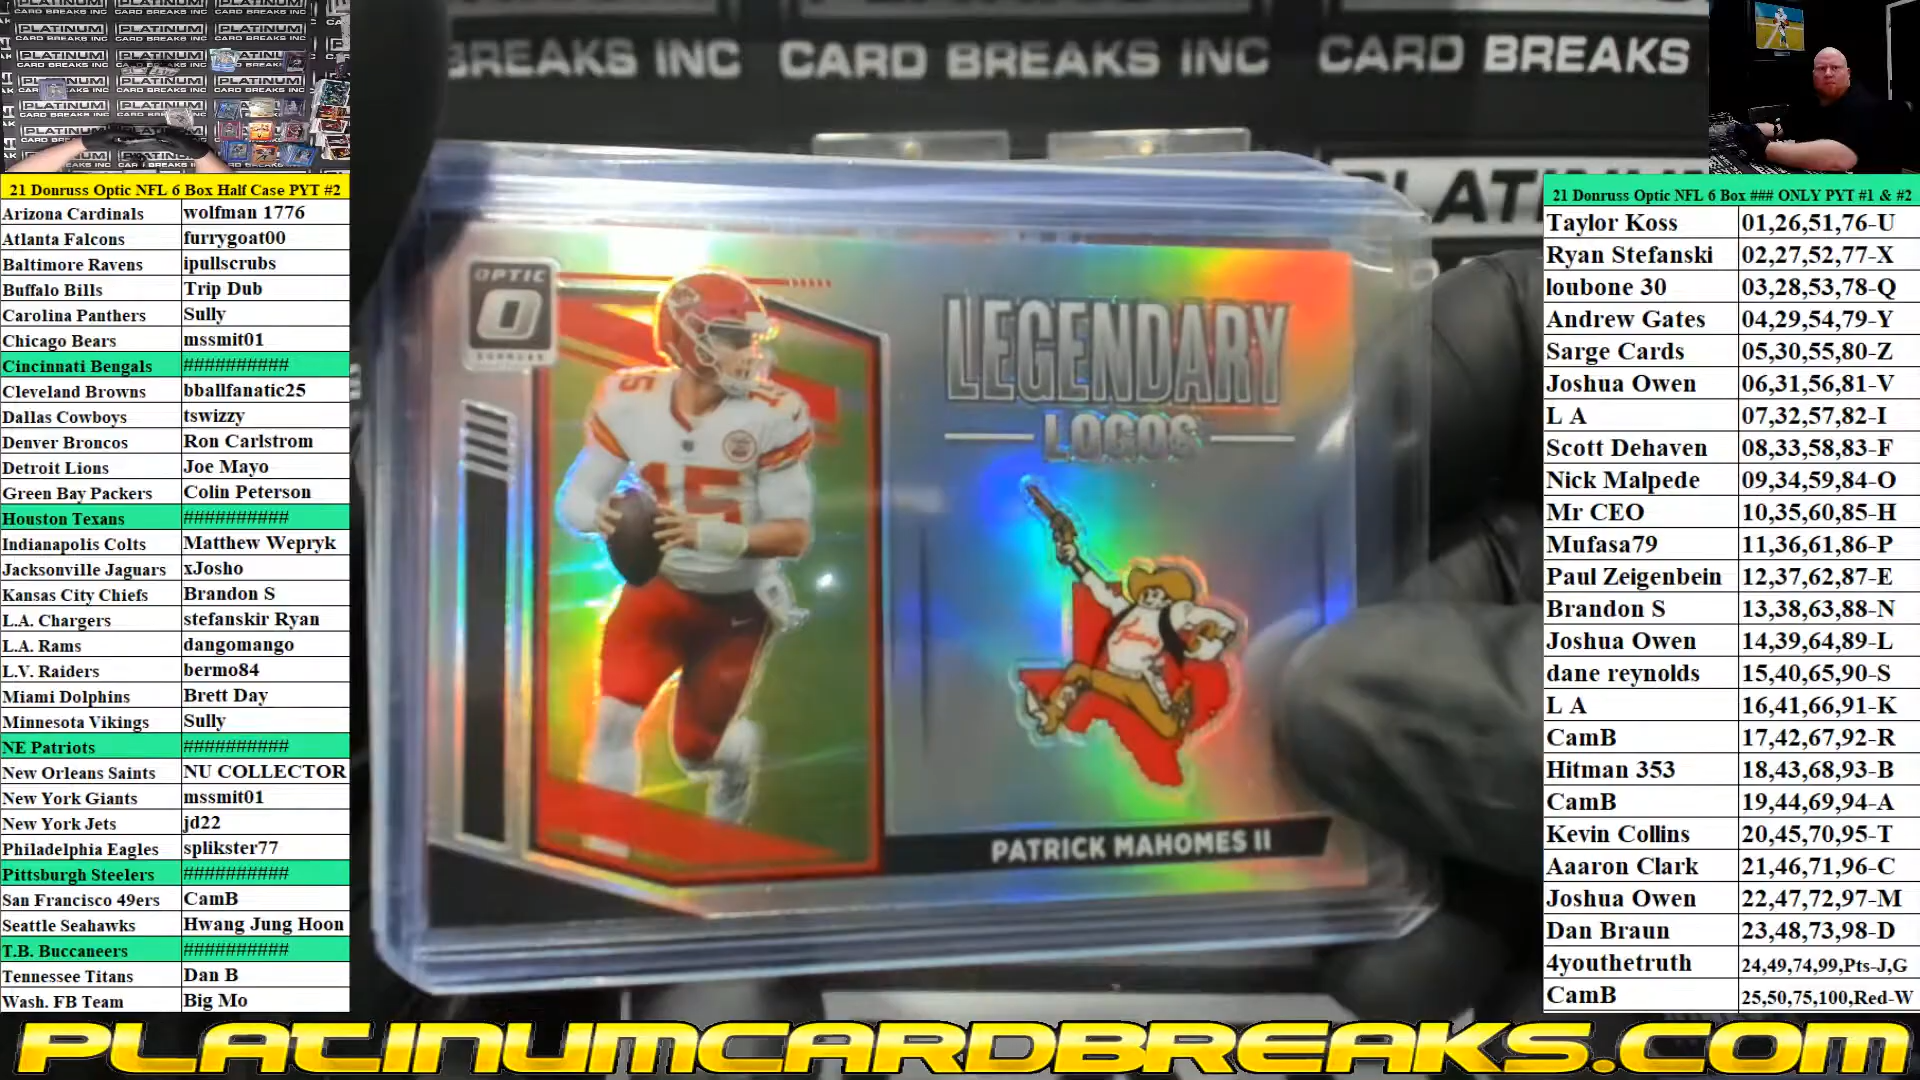 BREAKS INC CARD BREAKS INC CARD BREAKS
PLATINUM
CARD BREAKS INC
21 Donruss Optic NFL 6 Box Half Case PYT #2
Arizona Cardinals wolfman 1776
Atlanta Falcons furrygoat00
Baltimore Ravens ipullscrubs
Buffalo Bills Trip Dub
Carolina Panthers Sully
Chicago Bears mssmit01
Cincinnati Bengals ##########
Cleveland Browns bballfanatic25
Dallas Cowboys tswizzy
Denver Broncos Ron Carlstrom
Detroit Lions Joe Mayo
Green Bay Packers Colin Peterson
Houston Texans ##########
Indianapolis Colts Matthew Wepryk
Jacksonville Jaguars xJosho
Kansas City Chiefs Brandon S
L.A. Chargers stefanskir Ryan
L.A. Rams dangomango
L.V. Raiders bermo84
Miami Dolphins Brett Day
Minnesota Vikings Sully
NE Patriots ##########
New Orleans Saints NU COLLECTOR
New York Giants mssmit01
New York Jets jd22
Philadelphia Eagles splikster77
Pittsburgh Steelers ##########
San Francisco 49ers CamB
Seattle Seahawks Hwang Jung Hoon
T.B. Buccaneers ##########
Tennessee Titans Dan B
Wash. FB Team Big Mo
OPTIC
O
LEGENDARY
LOGOS
15
15
15
PATRICK MAHOMES II
21 Donruss Optic NFL 6 Box ### ONLY PYT #1 & #2
Taylor Koss 01,26,51,76-U
Ryan Stefanski 02,27,52,77-X
loubone 30 03,28,53,78-Q
Andrew Gates 04,29,54,79-Y
Sarge Cards 05,30,55,80-Z
Joshua Owen 06,31,56,81-V
L A 07,32,57,82-I
Scott Dehaven 08,33,58,83-F
Nick Malpede 09,34,59,84-O
Mr CEO 10,35,60,85-H
Mufasa79 11,36,61,86-P
Paul Zeigenbein 12,37,62,87-E
Brandon S 13,38,63,88-N
Joshua Owen 14,39,64,89-L
dane reynolds 15,40,65,90-S
L A 16,41,66,91-K
CamB 17,42,67,92-R
Hitman 353 18,43,68,93-B
CamB 19,44,69,94-A
Kevin Collins 20,45,70,95-T
Aaaron Clark 21,46,71,96-C
Joshua Owen 22,47,72,97-M
Dan Braun 23,48,73,98-D
4youthetruth 24,49,74,99,Pts-J,G
CamB 25,50,75,100,Red-W
PLATINUMCARDBREAKS.COM